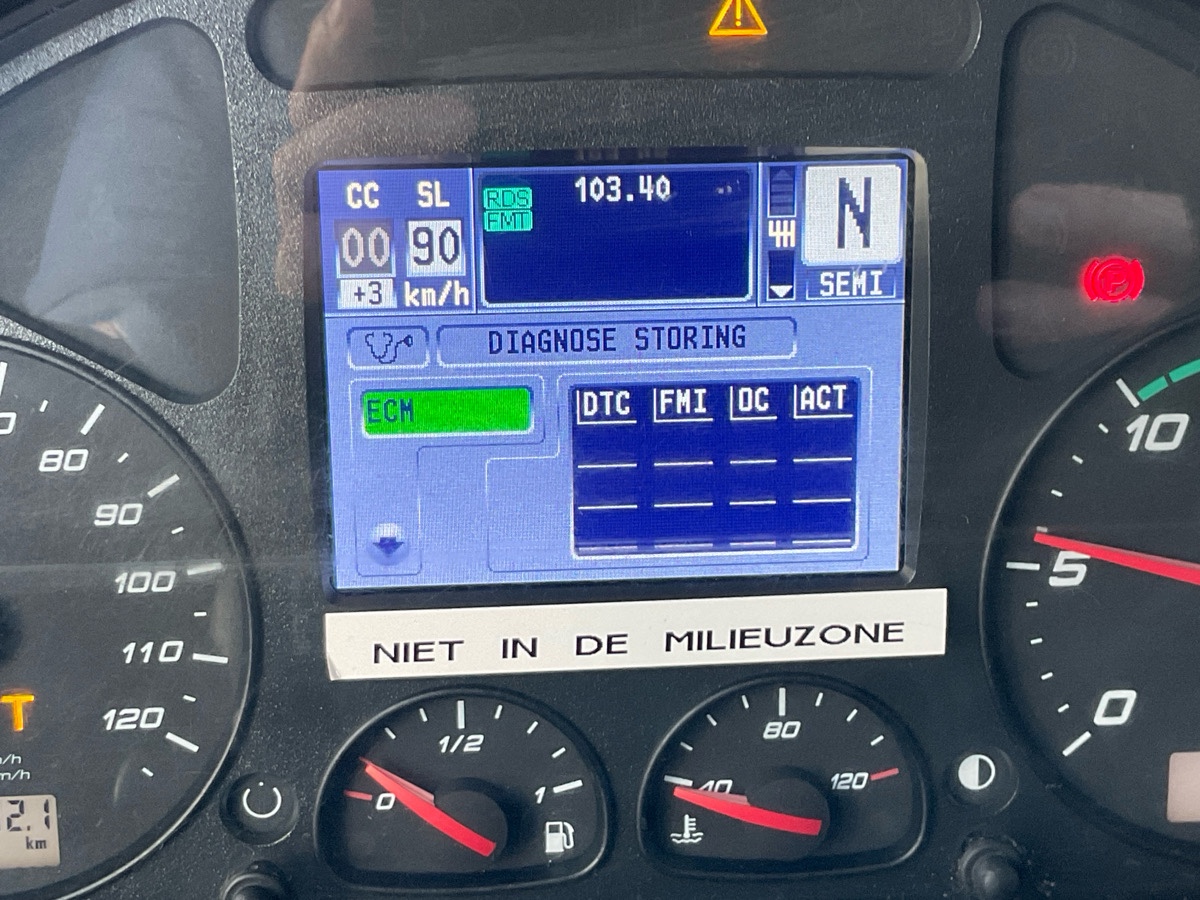 CC SL
RDS 103.40
FMT
00 90
4H N
+3 km/h
SEMI
DIAGNOSE STORING
ECM
DTC FMI OC ACT
NIET IN DE MILIEUZONE
80
90
100
110
120
T
km
0 1/2 1
40 80 120
10
5
0